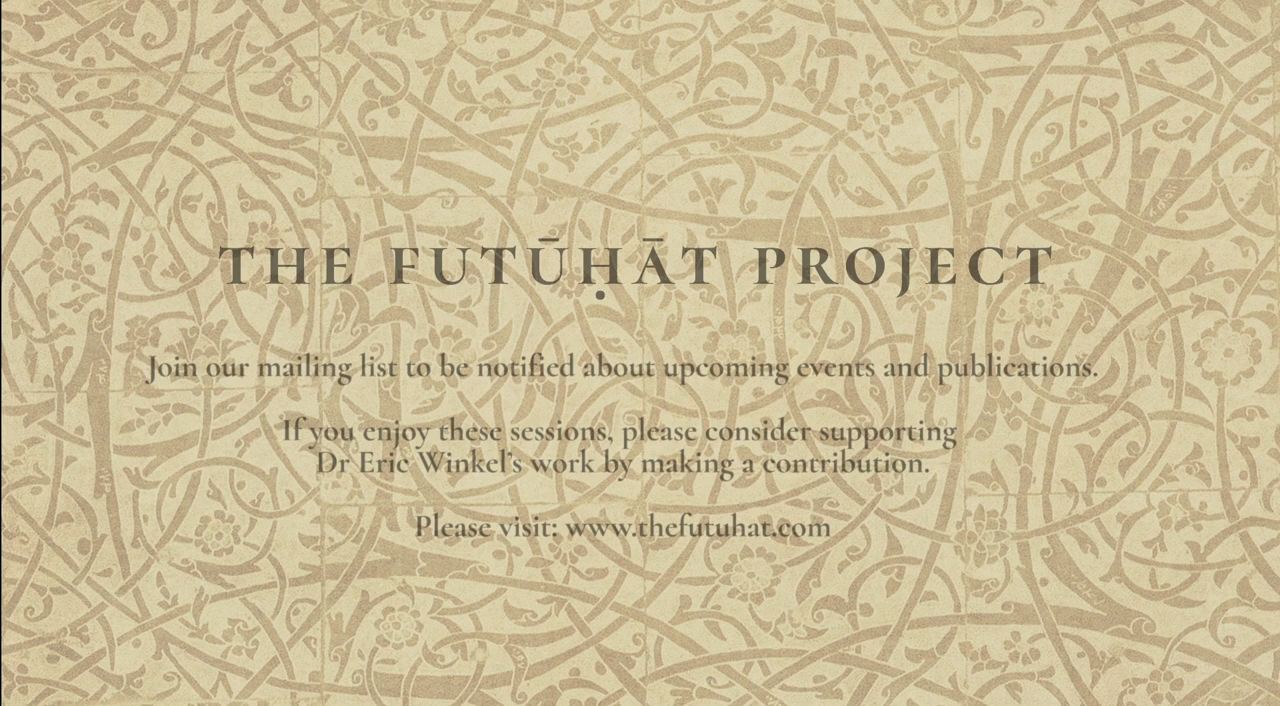 THE FUTŪḤĀT PROJECT
Join our mailing list to be notified about upcoming events and publications.
If you enjoy these sessions, please consider supporting
Dr Eric Winkel’s work by making a contribution.
Please visit: www.thefutuhat.com